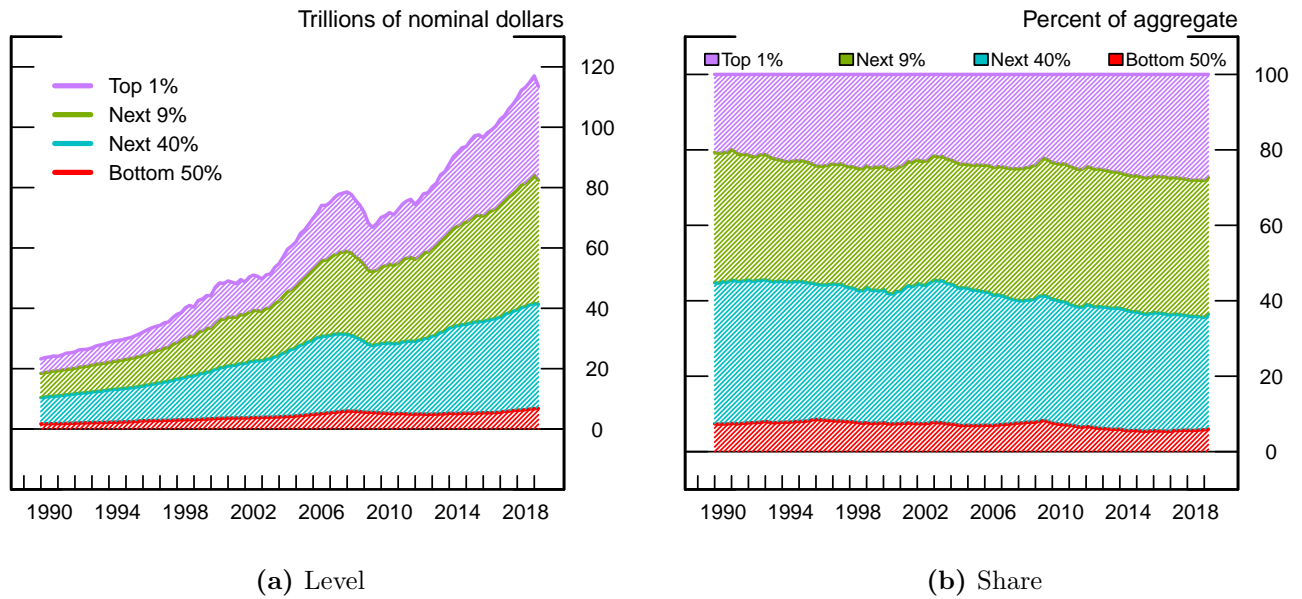 Trillions of nominal dollars
Top 1%
Next 9%
Next 40%
Bottom 50%
120
100
80
60
40
20
0
1990 1994 1998 2002 2006 2010 2014 2018
(a) Level
Percent of aggregate
Top 1% Next 9% Next 40% Bottom 50%
100
80
60
40
20
0
1990 1994 1998 2002 2006 2010 2014 2018
(b) Share